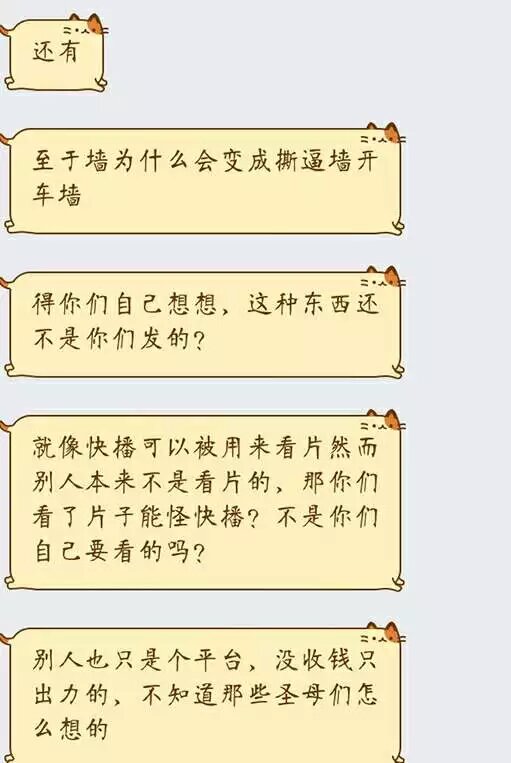 还有
至于墙为什么会变成撕逼墙开
车墙
得你们自己想想，这种东西还
不是你们发的？
就像快播可以被用来看片然而
别人本来不是看片的，那你们
看了片子能怪快播？不是你们
自己要看的吗？
别人也只是个平台，没收钱只
出力的，不知道那些圣母们怎
么想的